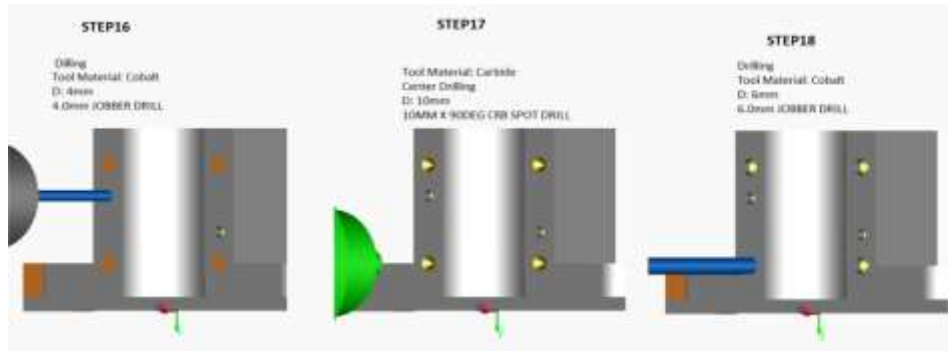 STEP16
Dilling
Tool Material: Cobalt
D: 4mm
4.0mm JOBBER DRILL
STEP17
Tool Material: Carbide
Center Drilling
D: 10mm
10MM X 90DEG CRB SPOT DRILL
STEP18
Drilling
Tool Material: Cobalt
D: 6mm
6.0mm JOBBER DRILL